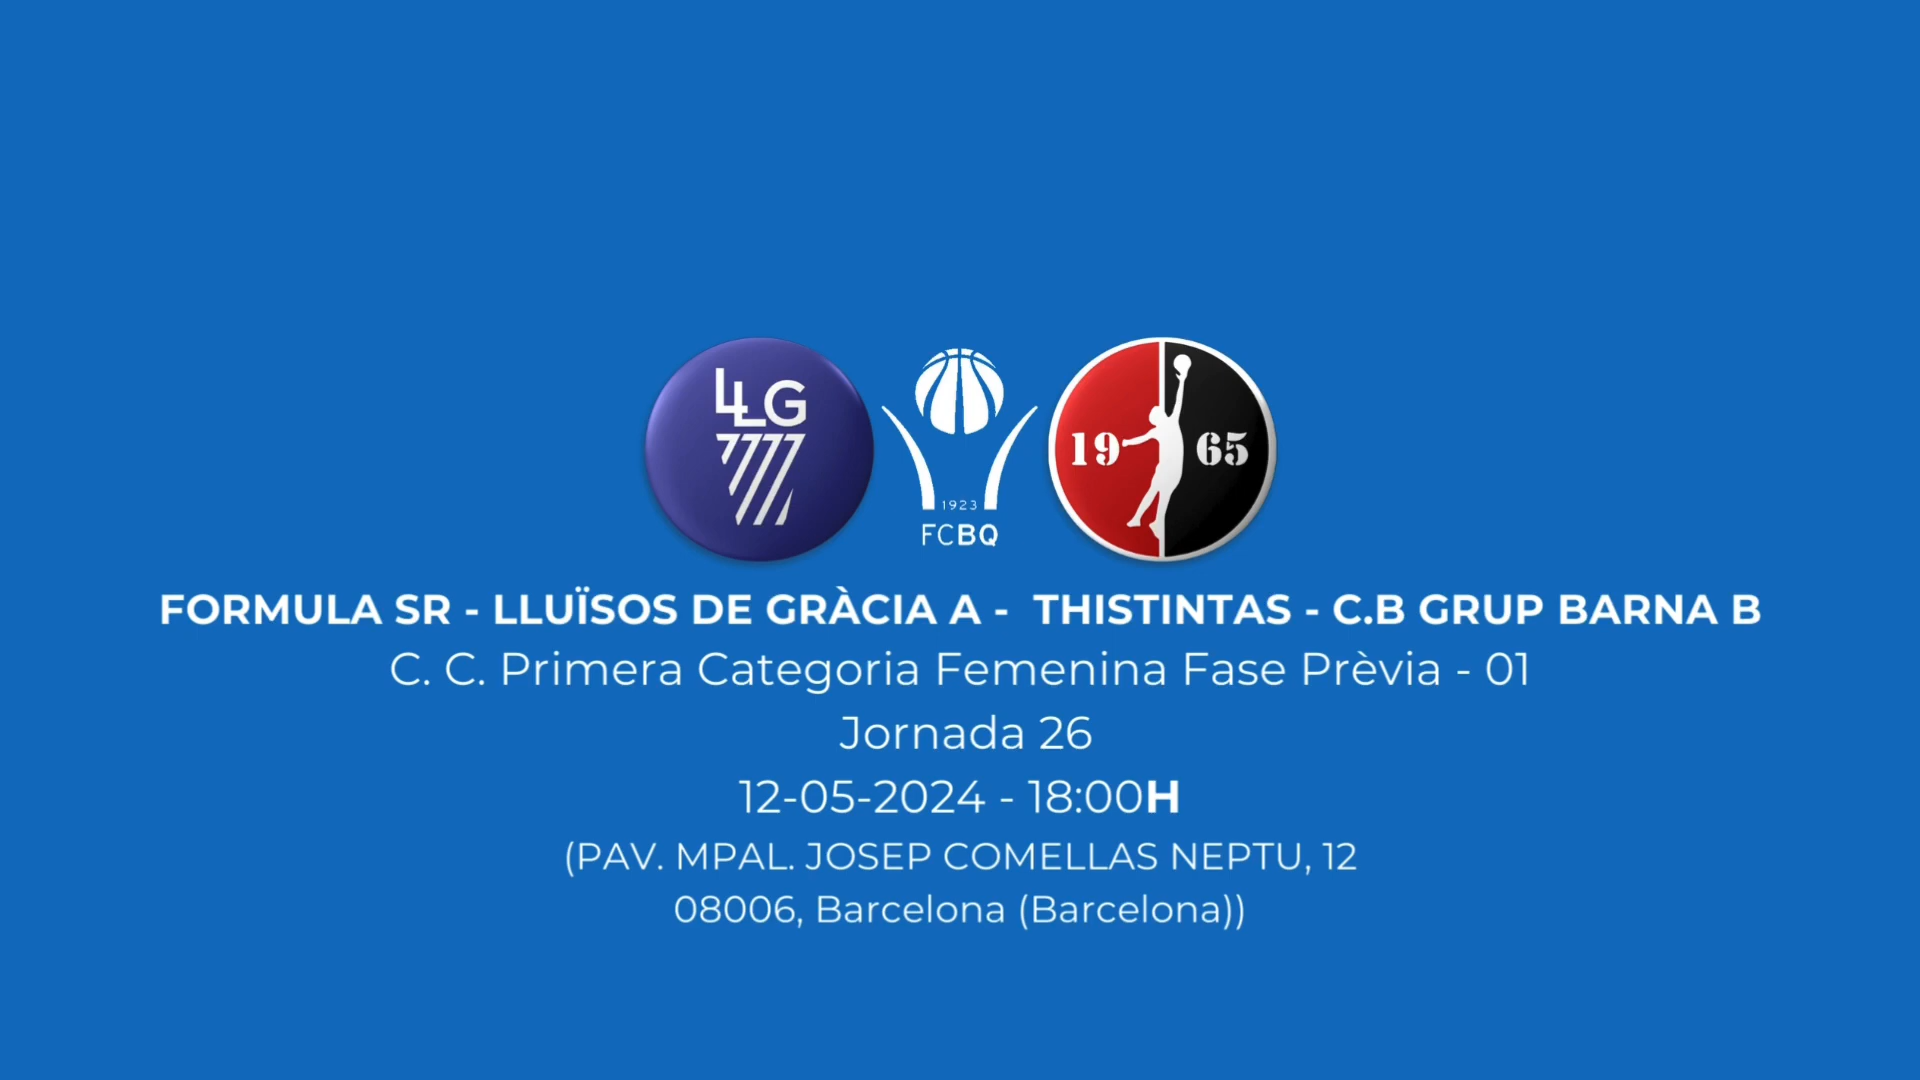 LLG
19 65
1923
FCBQ
FORMULA SR - LLUÏSOS DE GRÀCIA A - THISTINTAS - C.B GRUP BARNA B
C. C. Primera Categoria Femenina Fase Prèvia - 01
Jornada 26
12-05-2024 - 18:00H
(PAV. MPAL. JOSEP COMELLAS NEPTU, 12
08006, Barcelona (Barcelona))